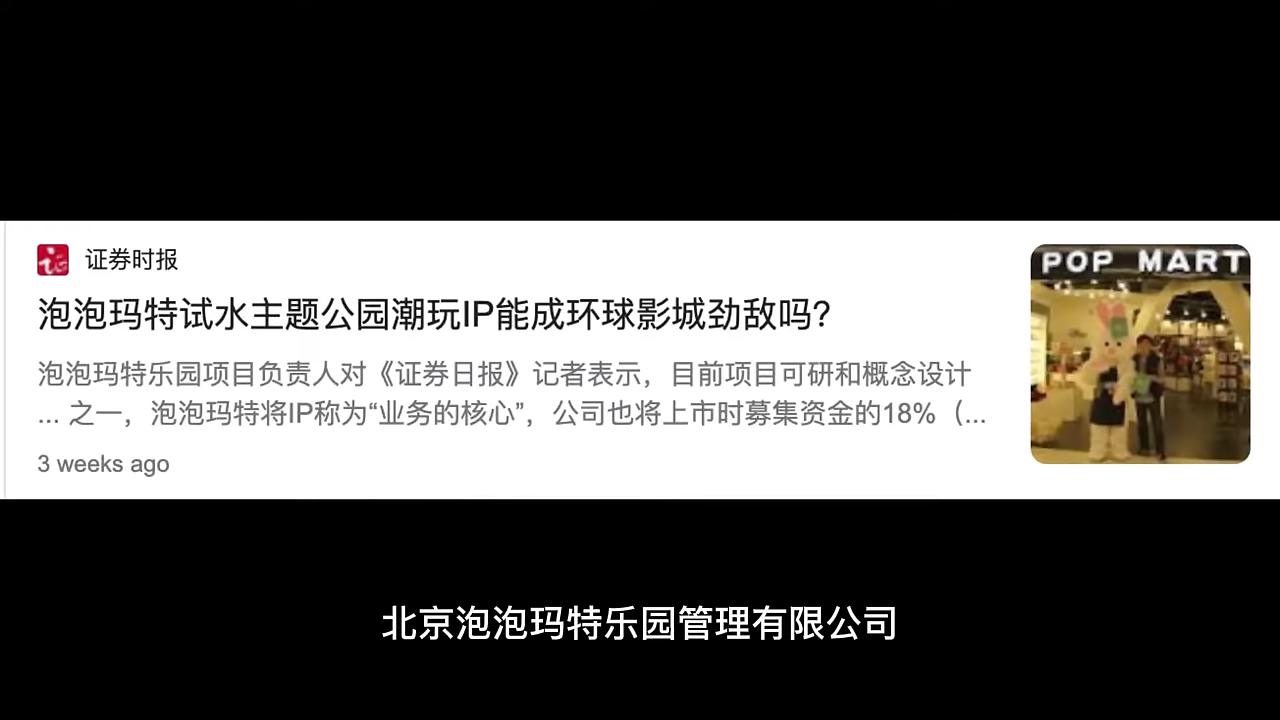 证券时报
泡泡玛特试水主题公园潮玩IP能成环球影城劲敌吗?
泡泡玛特乐园项目负责人对《证券日报》记者表示，目前项目可研和概念设计
... 之一，泡泡玛特将IP称为“业务的核心”，公司也将上市时募集资金的18%（...
3 weeks ago
POP MART
北京泡泡玛特乐园管理有限公司